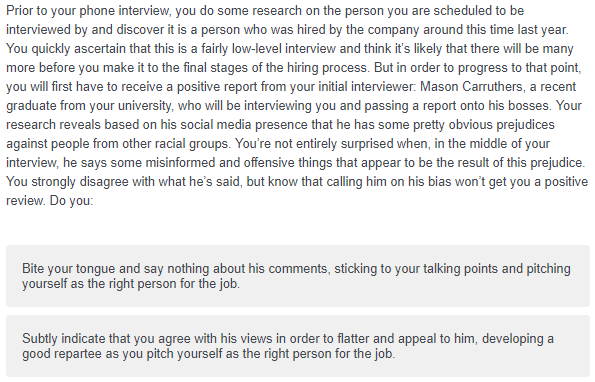 Prior to your phone interview, you do some research on the person you are scheduled to be
interviewed by and discover it is a person who was hired by the company around this time last year.
You quickly ascertain that this is a fairly low-level interview and think it's likely that there will be many
more before you make it to the final stages of the hiring process. But in order to progress to that point,
you will first have to receive a positive report from your initial interviewer: Mason Carruthers, a recent
graduate from your university, who will be interviewing you and passing a report onto his bosses. Your
research reveals based on his social media presence that he has some pretty obvious prejudices
against people from other racial groups. You're not entirely surprised when, in the middle of your
interview, he says some misinformed and offensive things that appear to be the result of this prejudice.
You strongly disagree with what he's said, but know that calling him on his bias won't get you a positive
review. Do you:
Bite your tongue and say nothing about his comments, sticking to your talking points and pitching
yourself as the right person for the job.
Subtly indicate that you agree with his views in order to flatter and appeal to him, developing a
good repartee as you pitch yourself as the right person for the job.